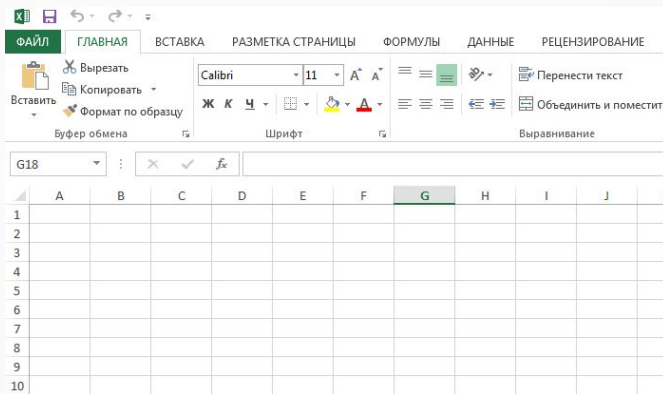 ФАЙЛ ГЛАВНАЯ ВСТАВКА РАЗМЕТКА СТРАНИЦЫ ФОРМУЛЫ ДАННЫЕ РЕЦЕНЗИРОВАНИЕ
Вставить
Вырезать
Копировать
Формат по образцу
Буфер обмена
Calibri 11 A A
Ж К Ч А
Шрифт
Перенести текст
Объединить и поместит
Выравнивание
G18 fx
A B C D E F G H I J
1
2
3
4
5
6
7
8
9
10